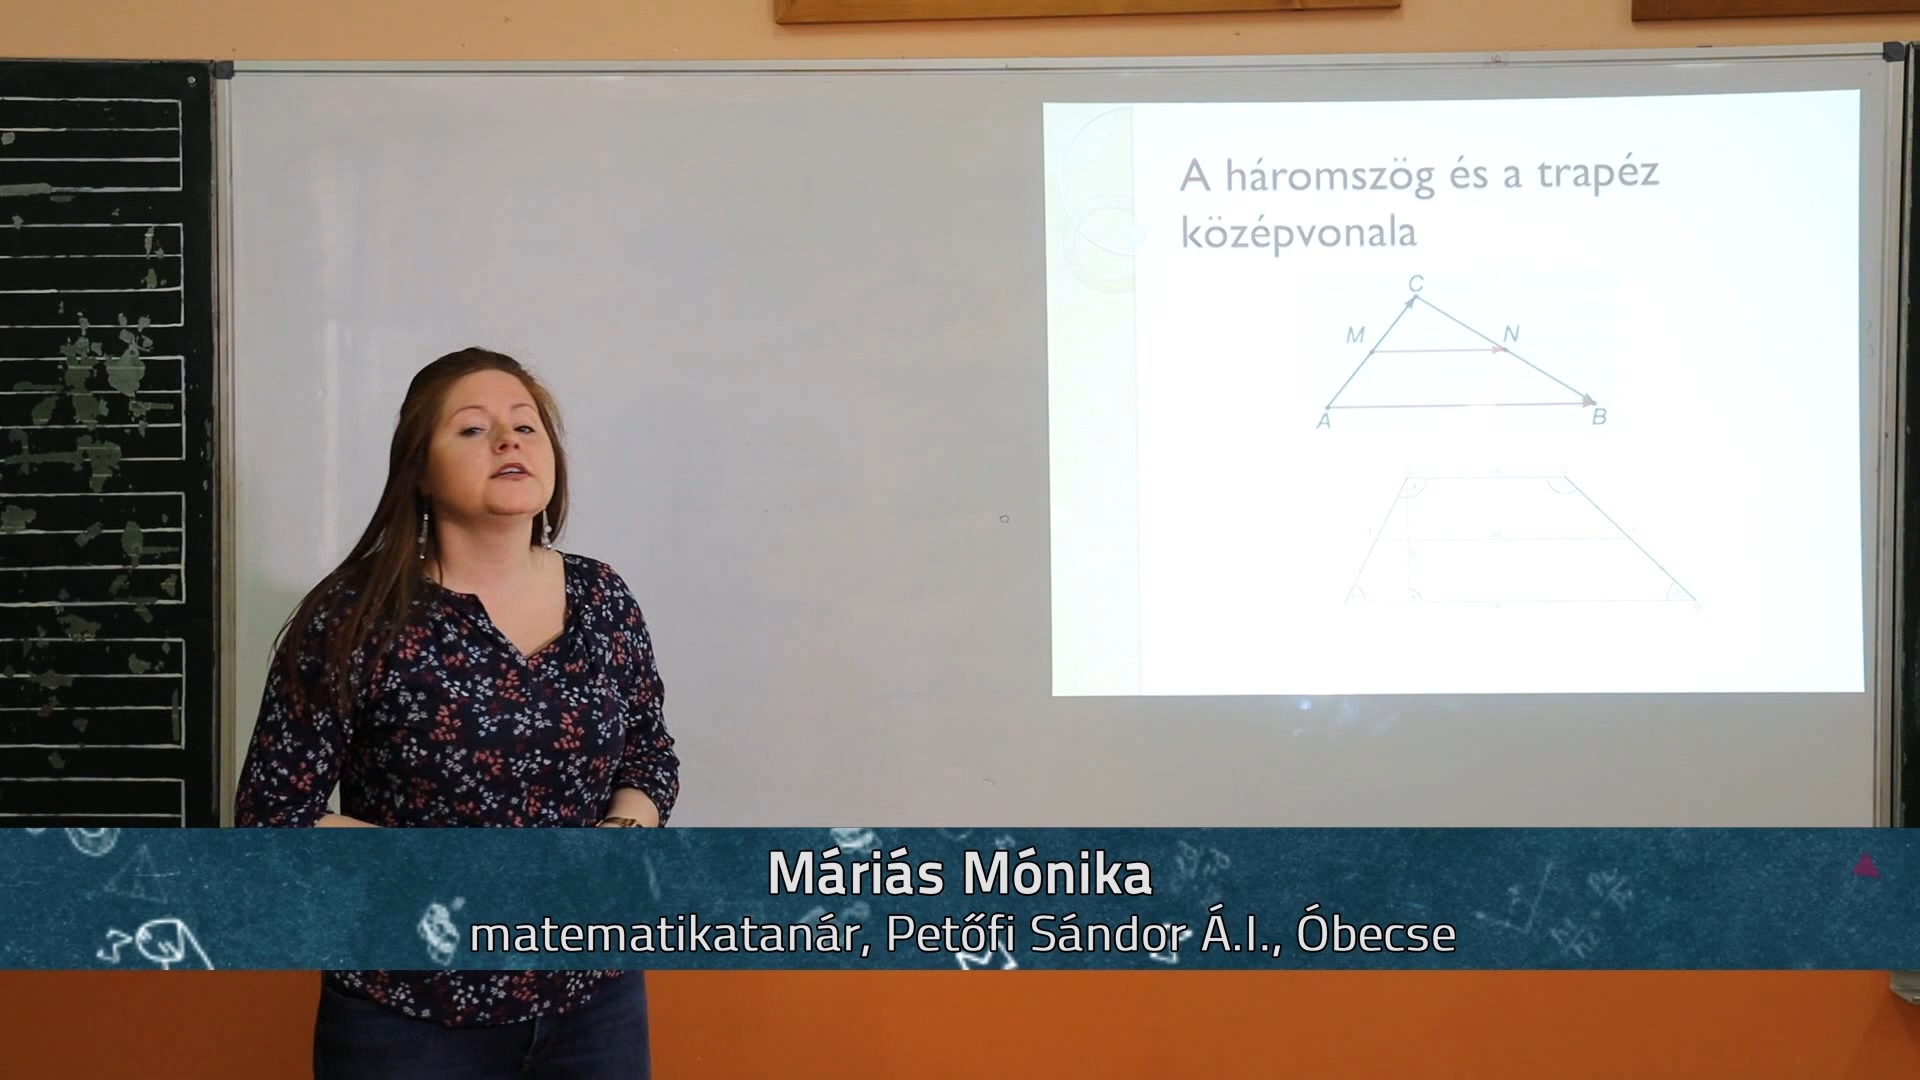 A háromszög és a trapéz
középvonala
C
M
N
A
B
Máriás Mónika
matematikatanár, Petőfi Sándor Á.I., Óbecse